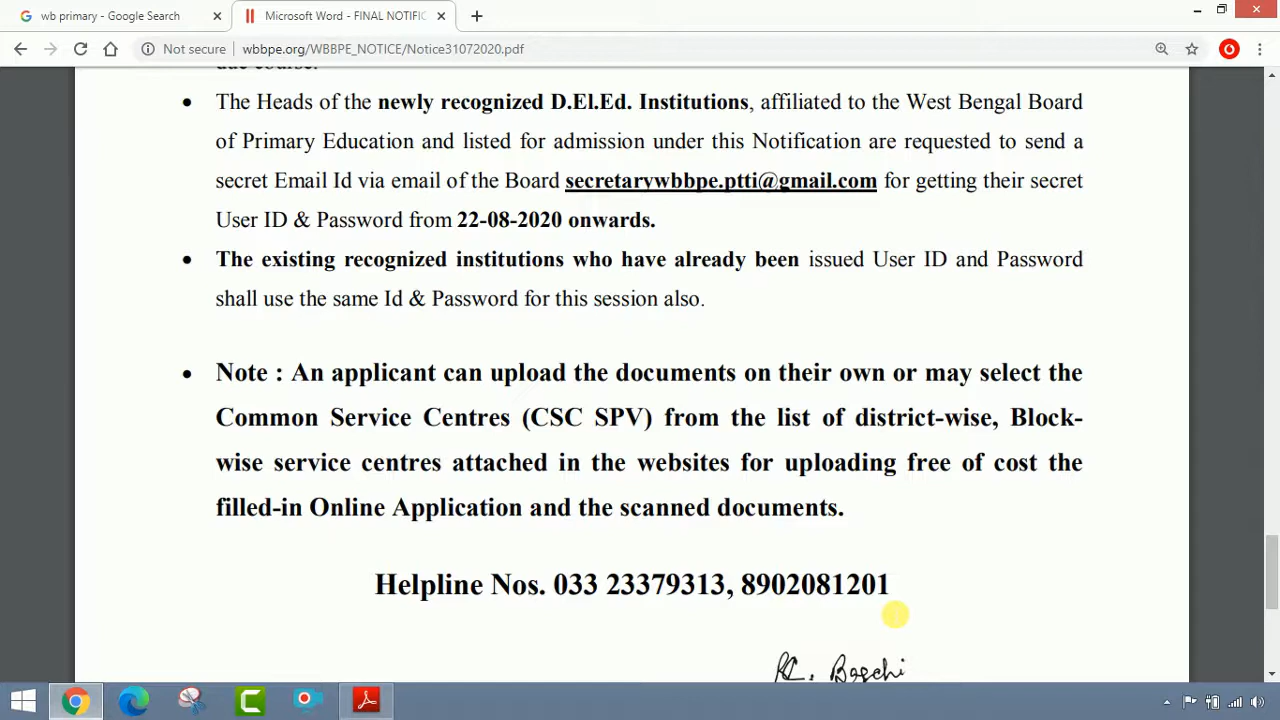 wb primary - Google Search
Microsoft Word - FINAL NOTIFIC
Not secure
wbbpe.org/WBBPE_NOTICE/Notice31072020.pdf
due course.
• The Heads of the newly recognized D.El.Ed. Institutions, affiliated to the West Bengal Board
of Primary Education and listed for admission under this Notification are requested to send a
secret Email Id via email of the Board secretarywbbpe.ptti@gmail.com for getting their secret
User ID & Password from 22-08-2020 onwards.
• The existing recognized institutions who have already been issued User ID and Password
shall use the same Id & Password for this session also.
• Note : An applicant can upload the documents on their own or may select the
Common Service Centres (CSC SPV) from the list of district-wise, Block-
wise service centres attached in the websites for uploading free of cost the
filled-in Online Application and the scanned documents.
Helpline Nos. 033 23379313, 8902081201